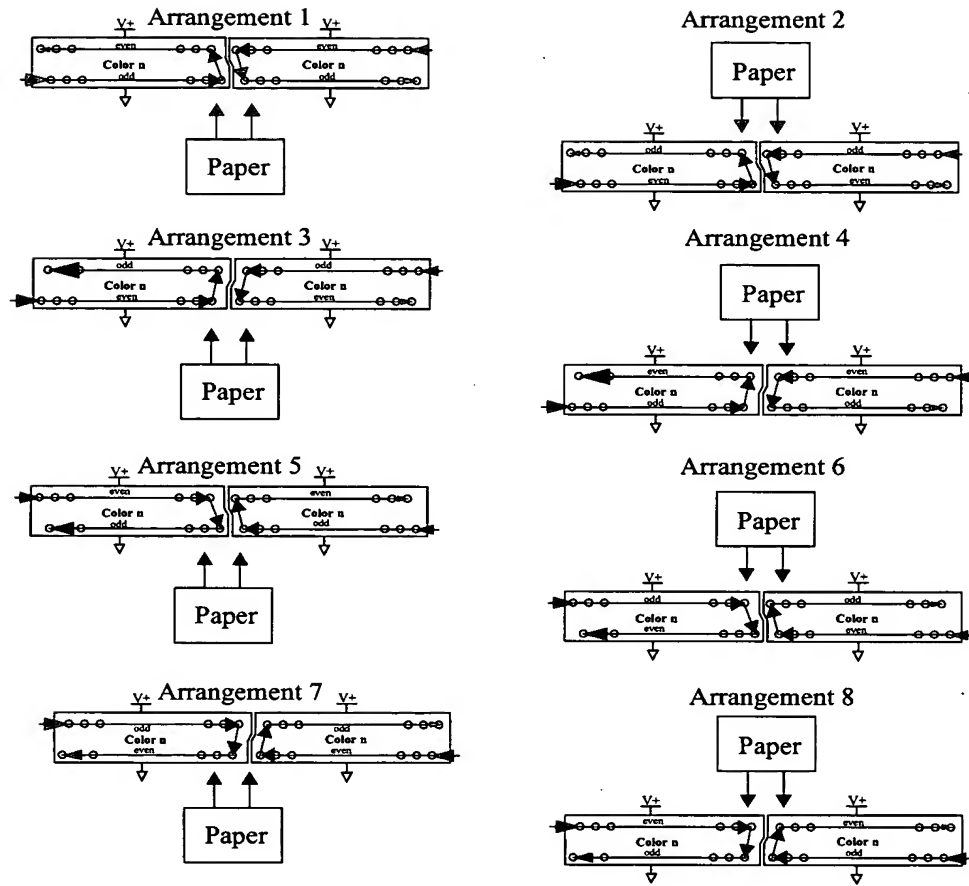 Arrangement 1
V+ V+
even even
Color n Color n
odd odd
Paper
Arrangement 2
Paper
V+ V+
odd odd
Color n Color n
even even
Arrangement 3
V+ V+
odd odd
Color n Color n
even even
Paper
Arrangement 4
Paper
V+ V+
even even
Color n Color n
odd odd
Arrangement 5
V+ V+
even even
Color n Color n
odd odd
Paper
Arrangement 6
Paper
V+ V+
odd odd
Color n Color n
even even
Arrangement 7
V+ V+
odd odd
Color n Color n
even even
Paper
Arrangement 8
Paper
V+ V+
even even
Color n Color n
odd odd